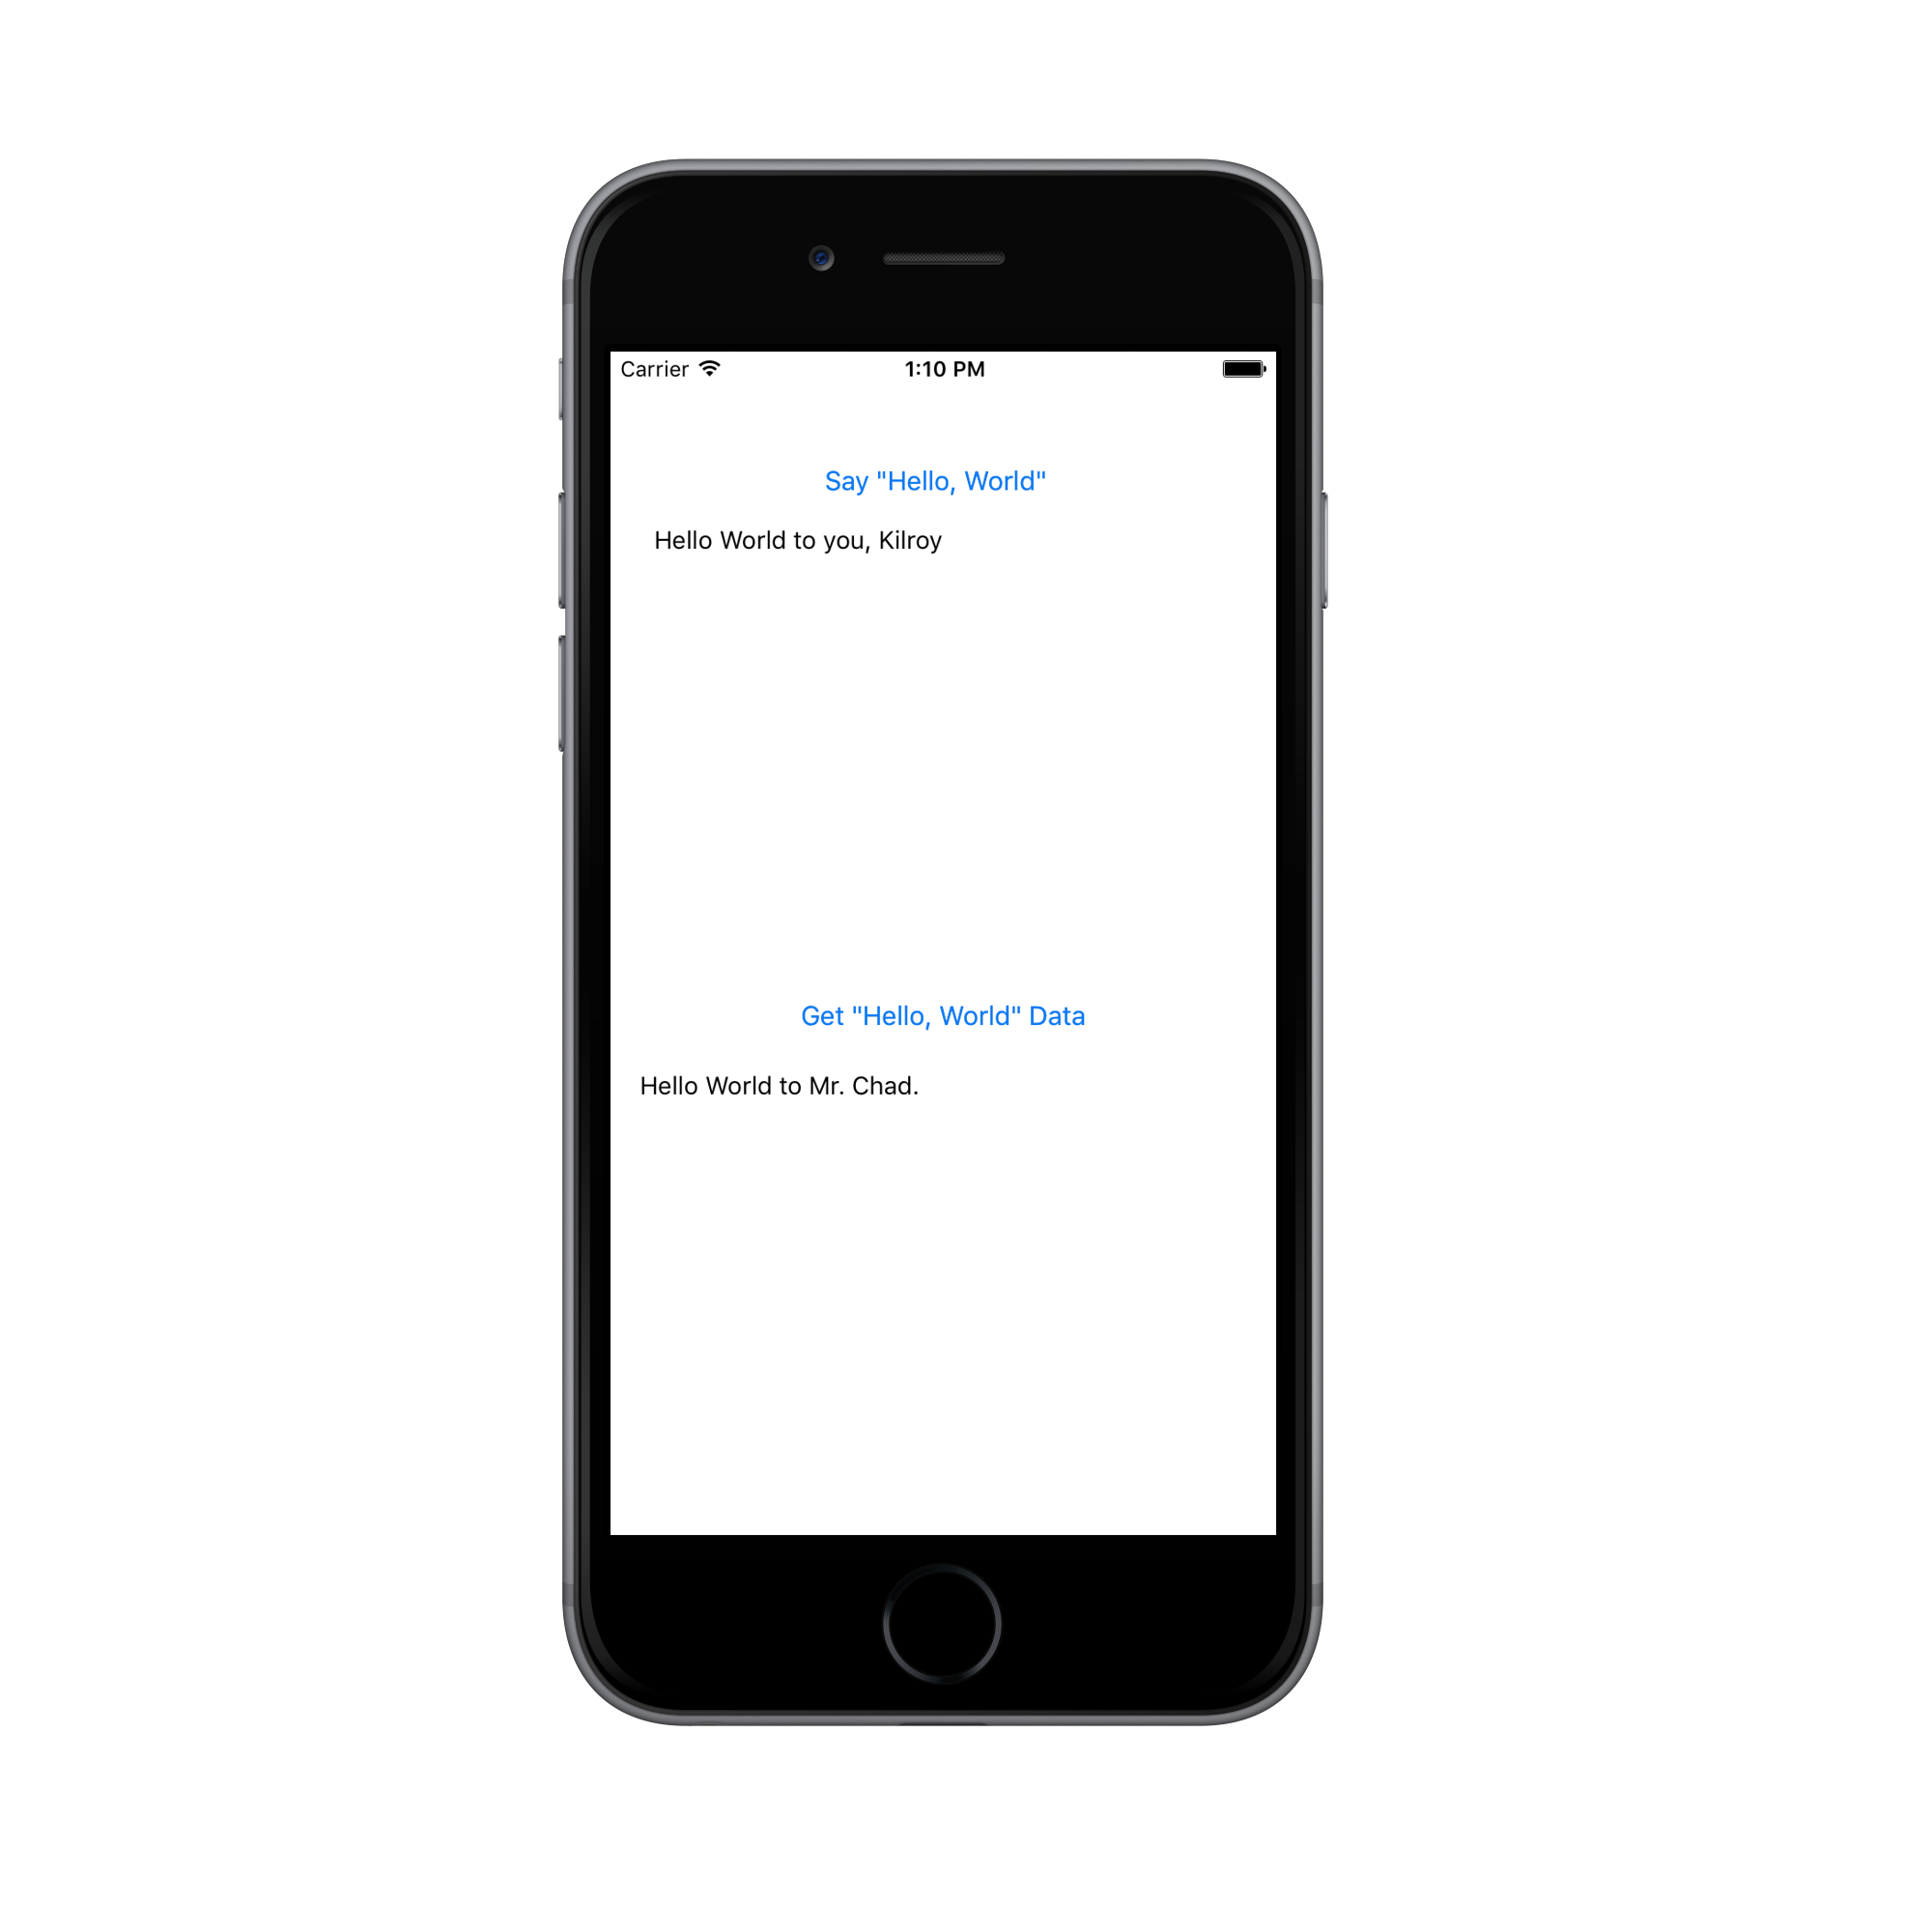 Carrier 1:10 PM
Say "Hello, World"
Hello World to you, Kilroy
Get "Hello, World" Data
Hello World to Mr. Chad.